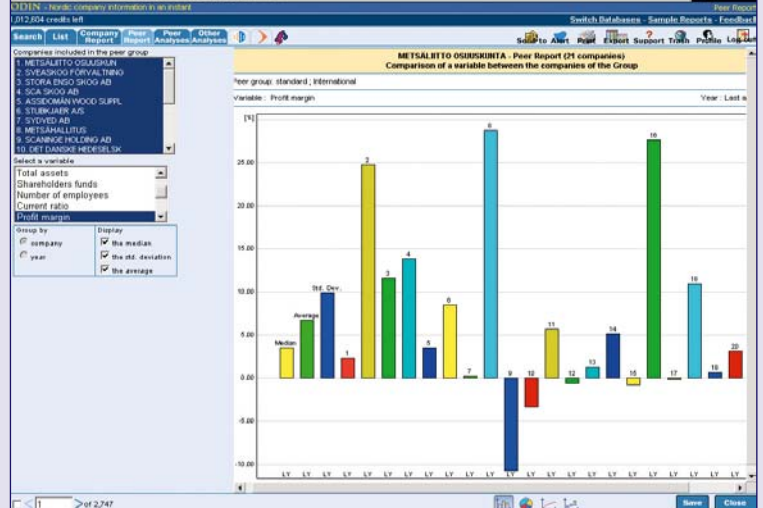 ODIN - Nordic company information in an instant
Peer Report
1,012,604 credits left
Switch Databases - Sample Reports - Feedback
Search
List
Company Report
Peer Report
Peer Analyses
Other Analyses
Alert
Print
Export
Support
Trash
Profile
Companies included in the peer group
1. METSÄLIITTO OSUUSKUN
2. SVEASKOG FÖRVALTNING
3. STORA ENSO SKOG AB
4. SCA SKOG AB
5. ASSIDOMÄN WOOD SUPPL
6. STUBKJAER A/S
7. SYDVED AB
8. METSÄHALLITUS
9. SCANINGE HOLDING AB
10. DET DANSKE HEDESELSK
METSÄLIITTO OSUUSKUNTA - Peer Report (21 companies)
Comparison of a variable between the companies of the Group
Peer group: standard ; International
Variable : Profit margin
Year : Last a
Select a variable
Total assets
Shareholders funds
Number of employees
Current ratio
Profit margin
Group by
company
year
Display
the median
the std. deviation
the average
[%]
25.00
20.00
15.00
10.00
5.00
0.00
-5.00
-10.00
Median
Average
Std. Dev.
1
2
3
4
5
6
7
9
10
11
12
13
14
15
16
17
20
LY LY LY LY LY LY LY LY LY LY LY LY LY LY LY LY LY LY LY LY LY LY LY
1 of 2,747
Save
Close